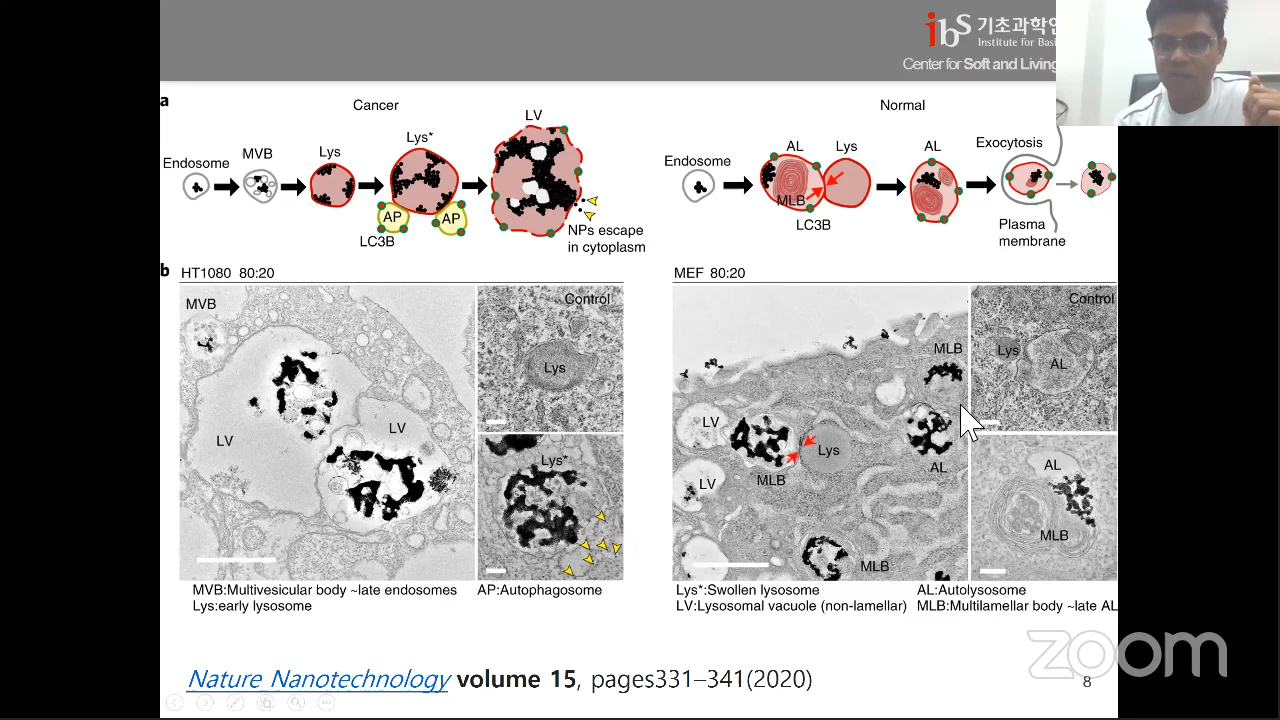 ibS 기초과학연
Institute for Basi
Center for Soft and Living
a
Cancer
Normal
Endosome
MVB
Lys
Lys*
LV
AP
AP
LC3B
NPs escape
in cytoplasm
Endosome
AL
Lys
MLB
LC3B
AL
Exocytosis
Plasma
membrane
b
HT1080 80:20
MVB
LV
LV
Control
Lys
Lys*
MEF 80:20
MLB
LV
Lys
MLB
AL
LV
MLB
Control
Lys
AL
AL
MLB
MVB:Multivesicular body ~late endosomes
Lys:early lysosome
AP:Autophagosome
Lys*:Swollen lysosome
LV:Lysosomal vacuole (non-lamellar)
AL:Autolysosome
MLB:Multilamellar body ~late AL
Nature Nanotechnology volume 15, pages331–341(2020)
8
zoom